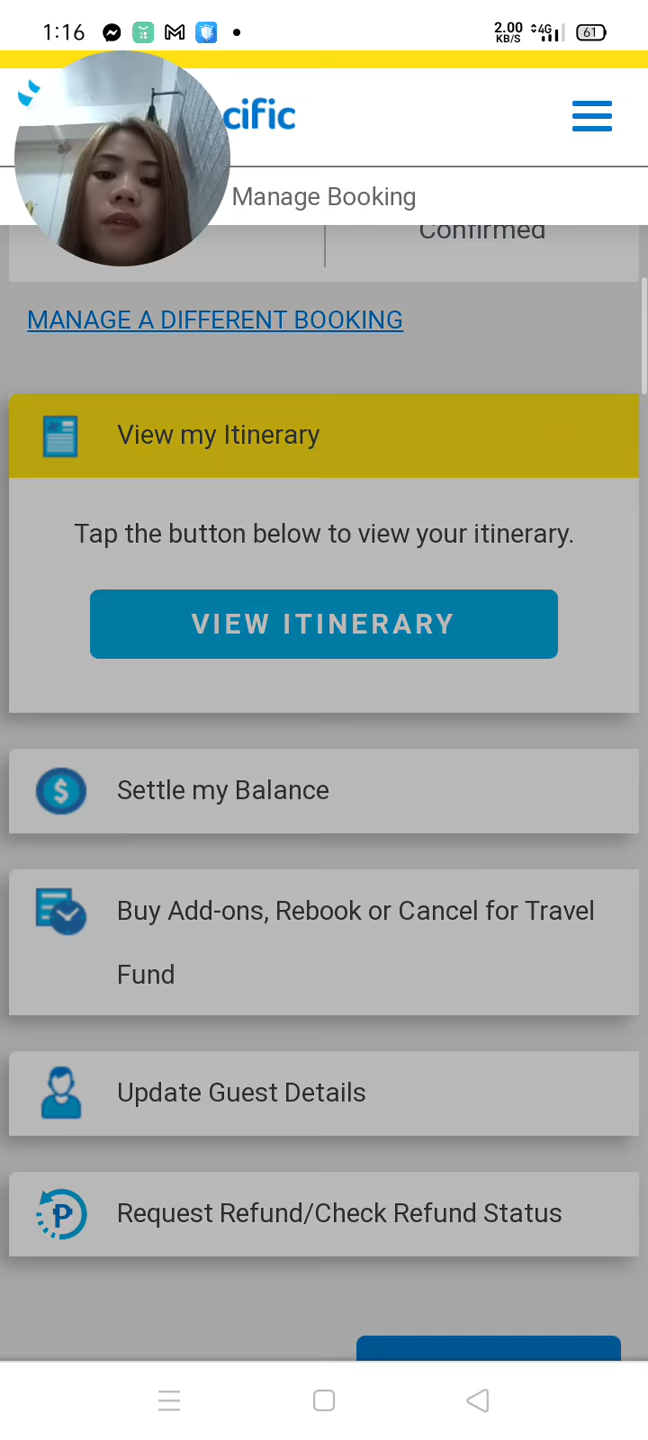 1:16
2.00
KB/S
4G
61
cific
Manage Booking
Confirmed
MANAGE A DIFFERENT BOOKING
View my Itinerary
Tap the button below to view your itinerary.
VIEW ITINERARY
Settle my Balance
Buy Add-ons, Rebook or Cancel for Travel
Fund
Update Guest Details
Request Refund/Check Refund Status